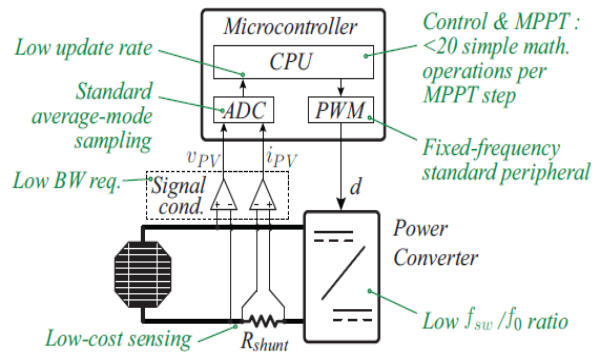 Microcontroller
CPU
ADC
PWM
Low update rate
Standard
average-mode
sampling
Control & MPPT :
<20 simple math.
operations per
MPPT step
Fixed-frequency
standard peripheral
v_PV
i_PV
d
Low BW req.
Signal
cond.
+ -
- +
Power
Converter
Low f_sw/f_0 ratio
Low-cost sensing
R_shunt